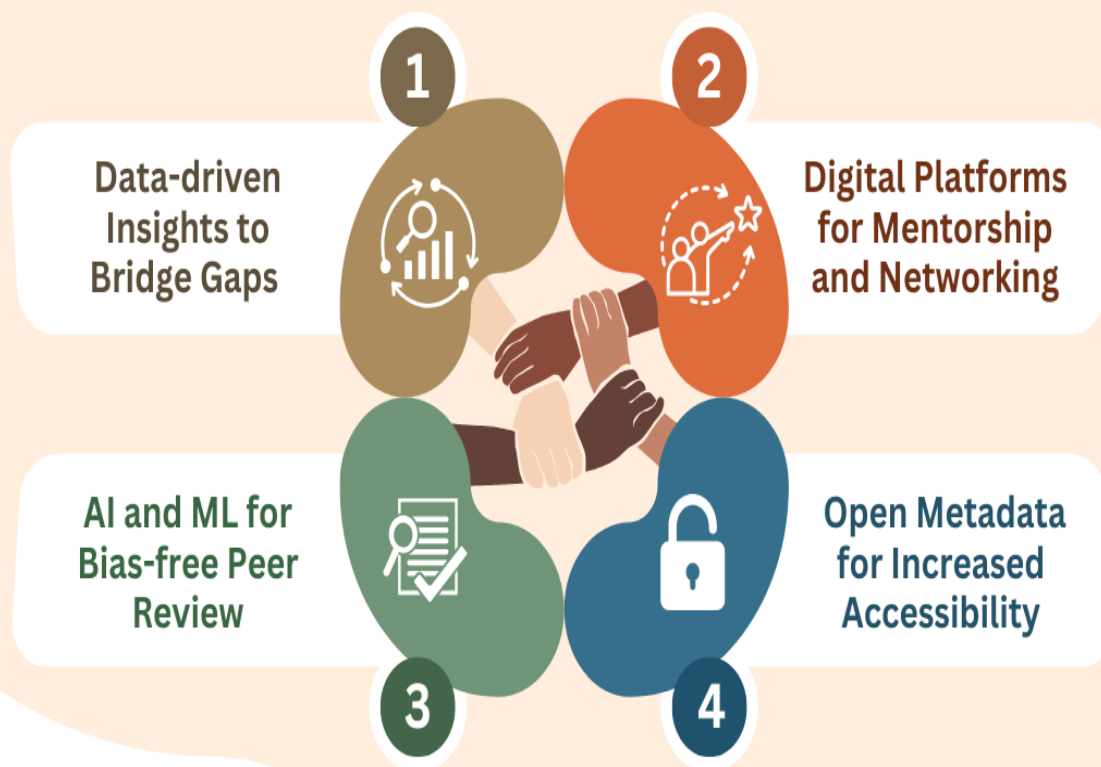 1
Data-driven
Insights to
Bridge Gaps
2
Digital Platforms
for Mentorship
and Networking
3
AI and ML for
Bias-free Peer
Review
4
Open Metadata
for Increased
Accessibility